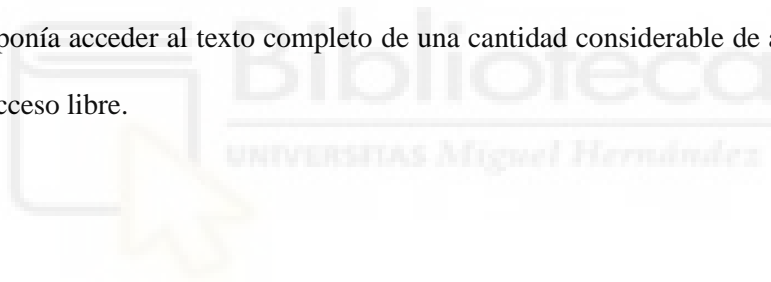 ponía acceder al texto completo de una cantidad considerable de a
cceso libre.
Biblioteca
UNIVERSITAS Miguel Hernández